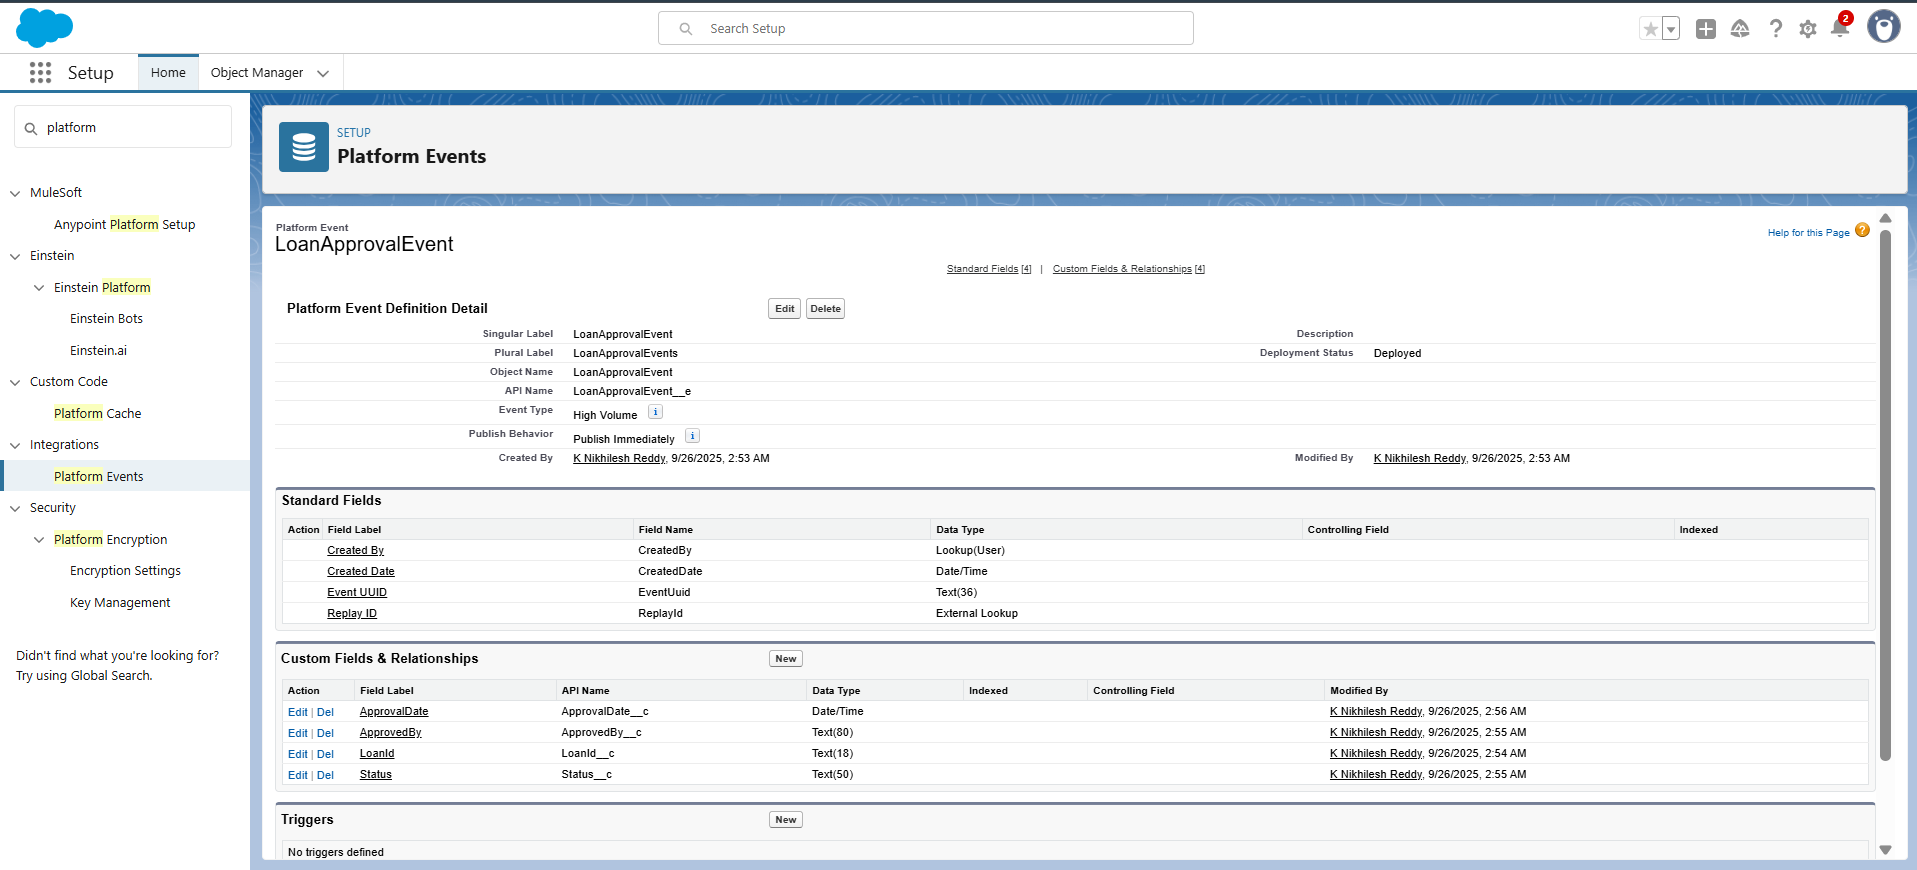 Search Setup
2
Setup
Home
Object Manager
platform
MuleSoft
Anypoint Platform Setup
Einstein
Einstein Platform
Einstein Bots
Einstein.ai
Custom Code
Platform Cache
Integrations
Platform Events
Security
Platform Encryption
Encryption Settings
Key Management
Didn't find what you're looking for?
Try using Global Search.
SETUP
Platform Events
Platform Event
LoanApprovalEvent
Help for this Page ?
Standard Fields [4] | Custom Fields & Relationships [4]
Platform Event Definition Detail Edit Delete
Singular Label LoanApprovalEvent Description
Plural Label LoanApprovalEvents Deployment Status Deployed
Object Name LoanApprovalEvent
API Name LoanApprovalEvent__e
Event Type High Volume i
Publish Behavior Publish Immediately i
Created By K Nikhilesh Reddy, 9/26/2025, 2:53 AM Modified By K Nikhilesh Reddy, 9/26/2025, 2:53 AM
Standard Fields
Action Field Label Field Name Data Type Controlling Field Indexed
Created By CreatedBy Lookup(User)
Created Date CreatedDate Date/Time
Event UUID EventUuid Text(36)
Replay ID ReplayId External Lookup
Custom Fields & Relationships New
Action Field Label API Name Data Type Indexed Controlling Field Modified By
Edit | Del ApprovalDate ApprovalDate__c Date/Time K Nikhilesh Reddy, 9/26/2025, 2:56 AM
Edit | Del ApprovedBy ApprovedBy__c Text(80) K Nikhilesh Reddy, 9/26/2025, 2:55 AM
Edit | Del LoanId LoanId__c Text(18) K Nikhilesh Reddy, 9/26/2025, 2:54 AM
Edit | Del Status Status__c Text(50) K Nikhilesh Reddy, 9/26/2025, 2:55 AM
Triggers New
No triggers defined